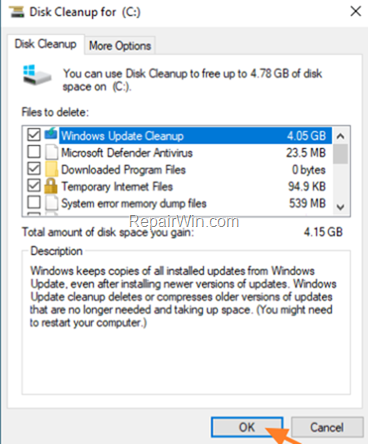 Disk Cleanup for (C:)
Disk Cleanup
More Options
You can use Disk Cleanup to free up to 4.78 GB of disk
space on (C:).
Files to delete:
Windows Update Cleanup 4.05 GB
Microsoft Defender Antivirus 23.5 MB
Downloaded Program Files 0 bytes
Temporary Internet Files 94.9 KB
System error memory dump files 539 MB
RepairWin.com
Total amount of disk space you gain: 4.15 GB
Description
Windows keeps copies of all installed updates from Windows
Update, even after installing newer versions of updates. Windows
Update cleanup deletes or compresses older versions of updates
that are no longer needed and taking up space. (You might need
to restart your computer.)
OK
Cancel